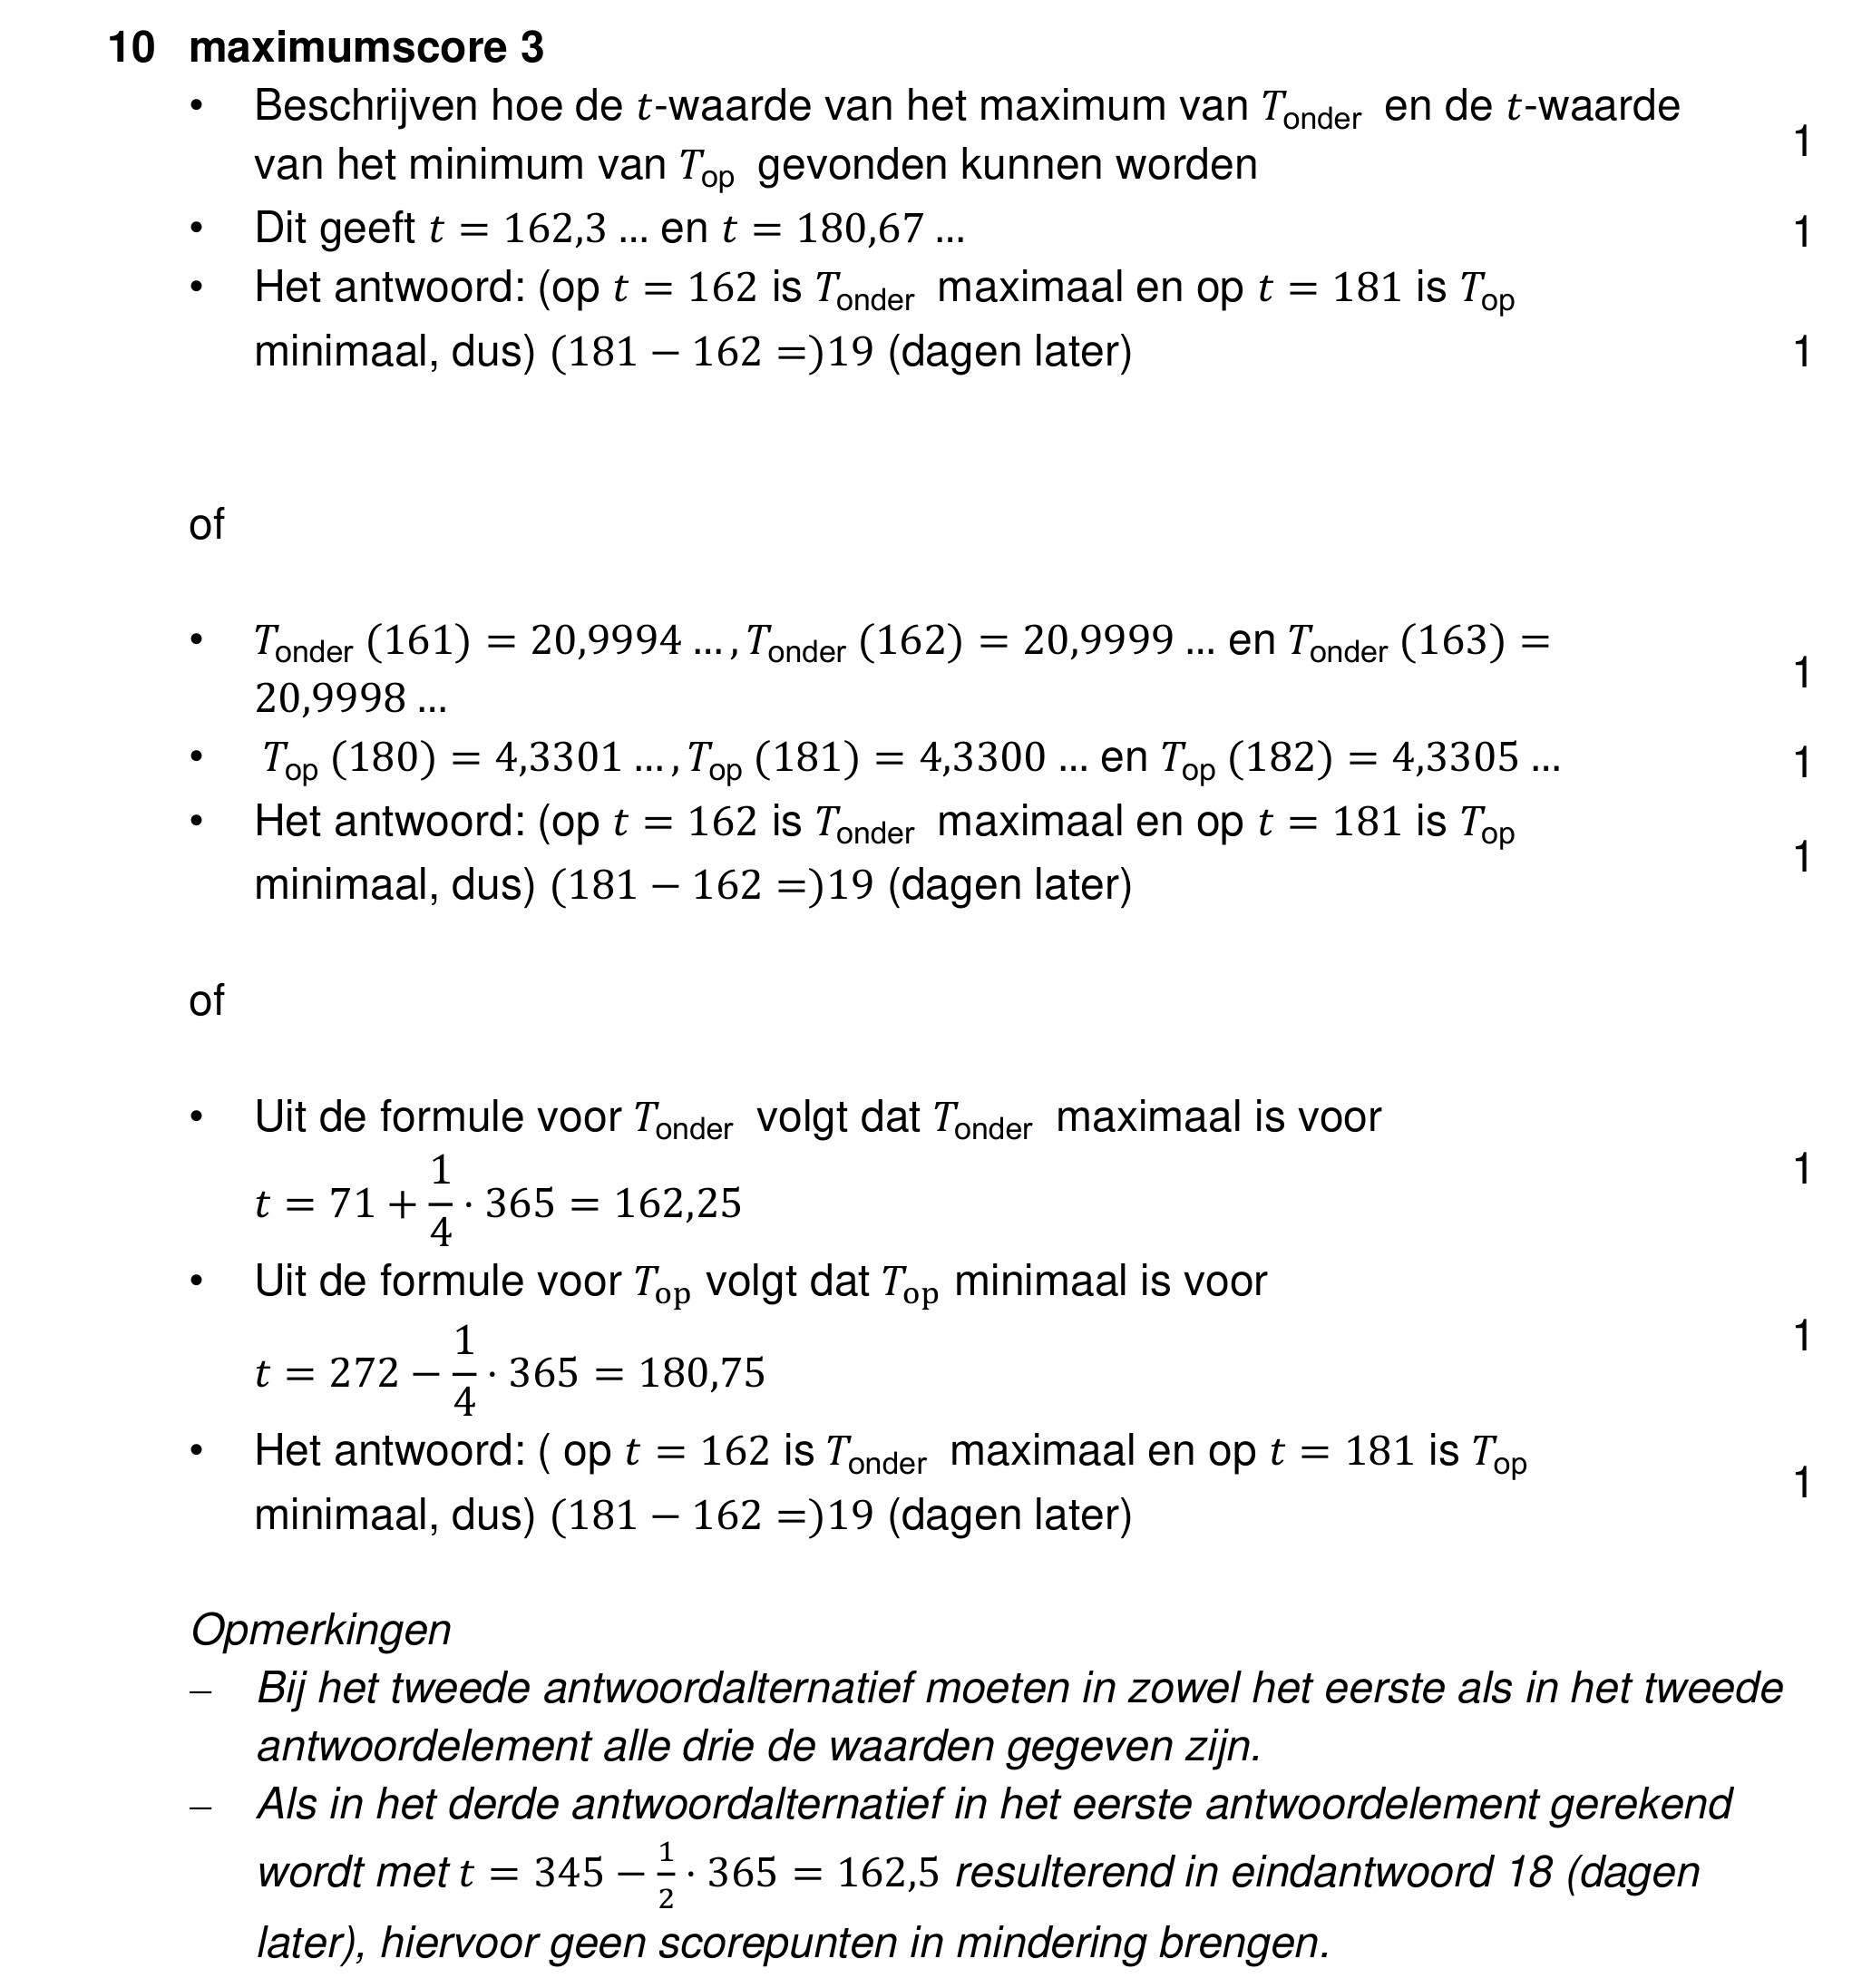 10 maximumscore 3
• Beschrijven hoe de t-waarde van het maximum van T_onder en de t-waarde
van het minimum van T_op gevonden kunnen worden 1
• Dit geeft t = 162,3 ... en t = 180,67 ... 1
• Het antwoord: (op t = 162 is T_onder maximaal en op t = 181 is T_op
minimaal, dus) (181 − 162 =)19 (dagen later) 1
of
• T_onder (161) = 20,9994 ..., T_onder (162) = 20,9999 ... en T_onder (163) =
20,9998 ... 1
• T_op (180) = 4,3301 ..., T_op (181) = 4,3300 ... en T_op (182) = 4,3305 ... 1
• Het antwoord: (op t = 162 is T_onder maximaal en op t = 181 is T_op
minimaal, dus) (181 − 162 =)19 (dagen later) 1
of
• Uit de formule voor T_onder volgt dat T_onder maximaal is voor
t = 71 + 1/4 · 365 = 162,25 1
• Uit de formule voor T_op volgt dat T_op minimaal is voor
t = 272 − 1/4 · 365 = 180,75 1
• Het antwoord: ( op t = 162 is T_onder maximaal en op t = 181 is T_op
minimaal, dus) (181 − 162 =)19 (dagen later) 1
Opmerkingen
– Bij het tweede antwoordalternatief moeten in zowel het eerste als in het tweede
antwoordelement alle drie de waarden gegeven zijn.
– Als in het derde antwoordalternatief in het eerste antwoordelement gerekend
wordt met t = 345 − 1/2 · 365 = 162,5 resulterend in eindantwoord 18 (dagen
later), hiervoor geen scorepunten in mindering brengen.